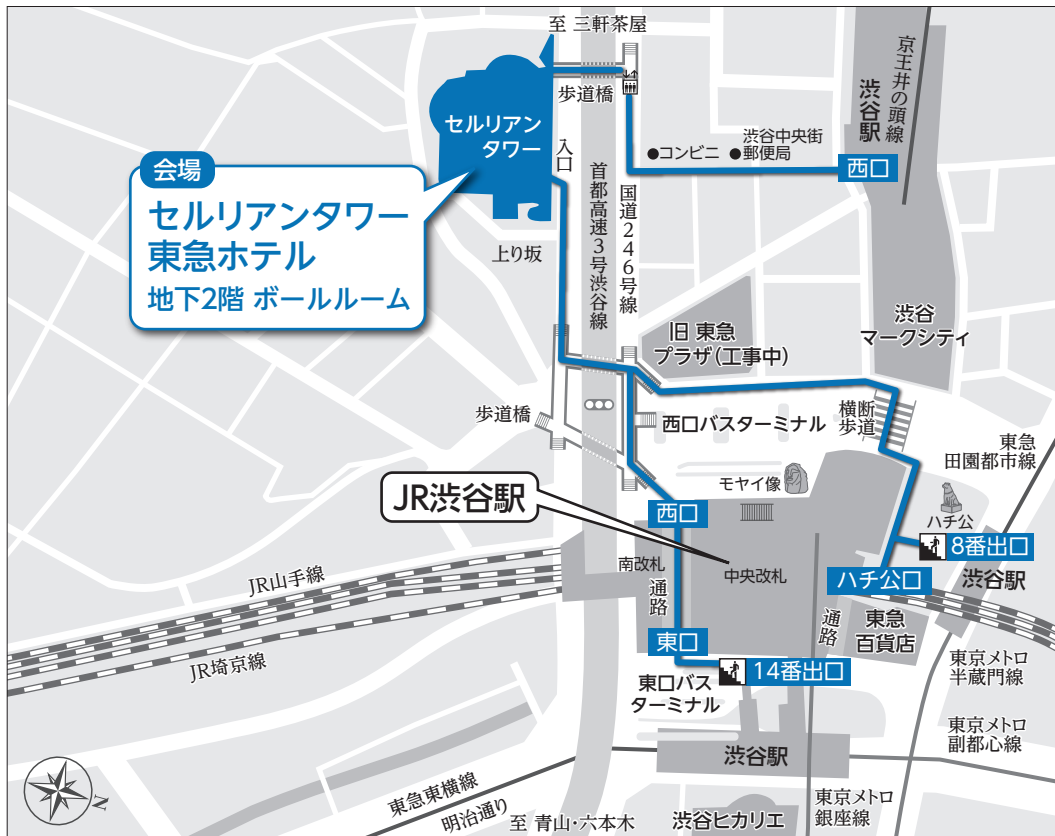 至 三軒茶屋
歩道橋
セルリアン
タワー
入口
会場
セルリアンタワー
東急ホテル
地下2階 ボールルーム
上り坂
首都高速3号渋谷線
国道246号線
●コンビニ
●渋谷中央街
郵便局
西口
渋谷駅
京王井の頭線
旧 東急
プラザ(工事中)
渋谷
マークシティ
歩道橋
西口バスターミナル
横断
歩道
東急
田園都市線
モヤイ像
ハチ公
JR渋谷駅
西口
8番出口
ハチ公口
渋谷駅
南改札
中央改札
通路
通路
東急
百貨店
JR山手線
JR埼京線
東口
14番出口
東口バス
ターミナル
東京メトロ
半蔵門線
東京メトロ
副都心線
渋谷駅
東急東横線
明治通り
至 青山・六本木
渋谷ヒカリエ
東京メトロ
銀座線
N